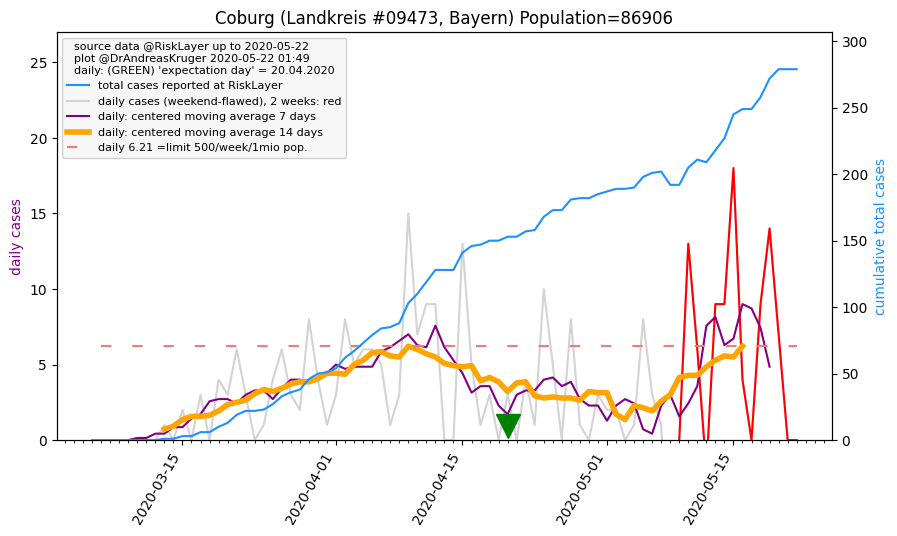 Coburg (Landkreis #09473, Bayern) Population=86906
source data @RiskLayer up to 2020-05-22
plot @DrAndreasKruger 2020-05-22 01:49
daily: (GREEN) 'expectation day' = 20.04.2020
total cases reported at RiskLayer
daily cases (weekend-flawed), 2 weeks: red
daily: centered moving average 7 days
daily: centered moving average 14 days
daily 6.21 =limit 500/week/1mio pop.
daily cases
25
20
15
10
5
0
300
250
200
150
100
50
0
cumulative total cases
2020-03-15
2020-04-01
2020-04-15
2020-05-01
2020-05-15